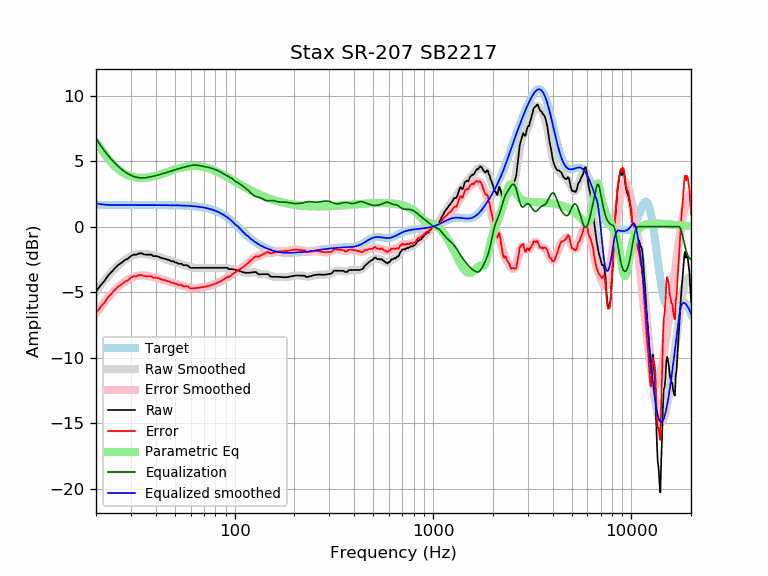 Stax SR-207 SB2217
10
5
0
−5
−10
−15
−20
Amplitude (dBr)
Target
Raw Smoothed
Error Smoothed
Raw
Error
Parametric Eq
Equalization
Equalized smoothed
100
1000
10000
Frequency (Hz)